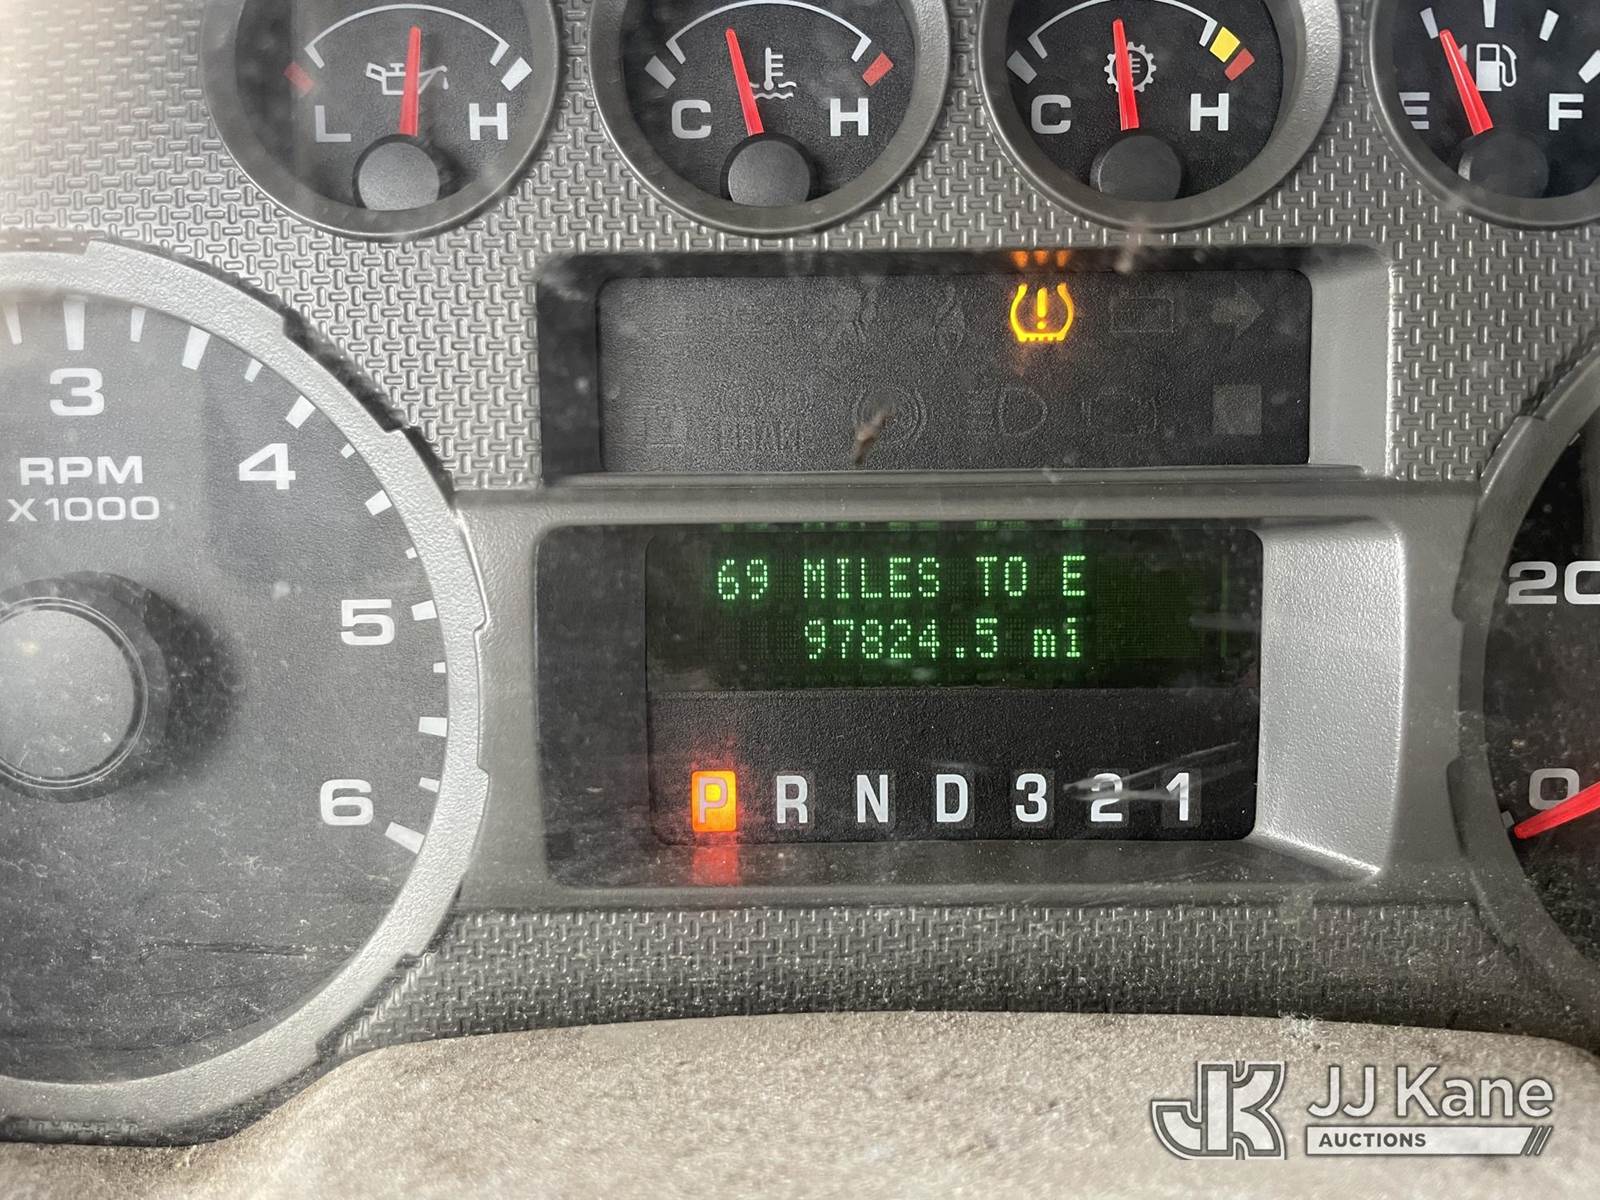 L H
C H
C H
E F
3
4
RPM
X1000
BRAKE
69 MILES TO E
97824.5 mi
5
20
6
P R N D 3 2 1
0
JJ Kane
AUCTIONS